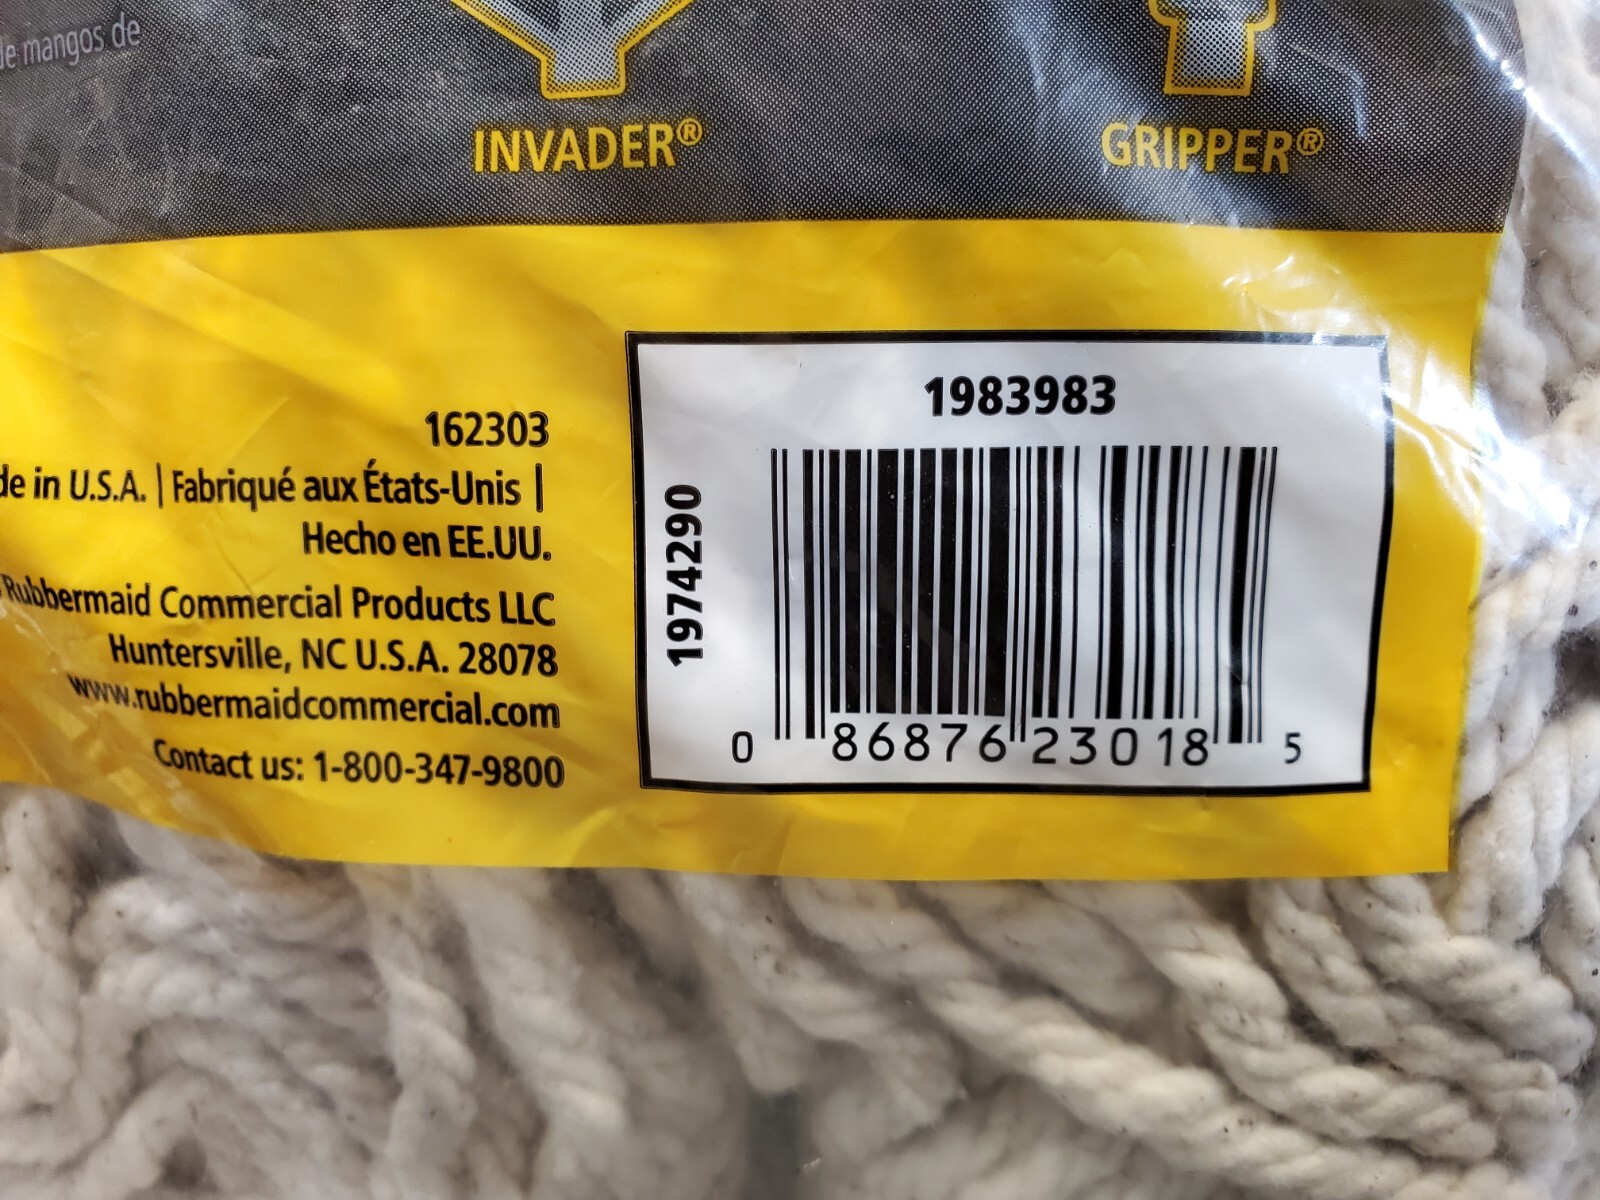 de mangos de
INVADER®
GRIPPER®
162303
in U.S.A. | Fabriqué aux États-Unis |
Hecho en EE.UU.
Rubbermaid Commercial Products LLC
Huntersville, NC U.S.A. 28078
www.rubbermaidcommercial.com
Contact us: 1-800-347-9800
1983983
1974290
0 86876 23018 5